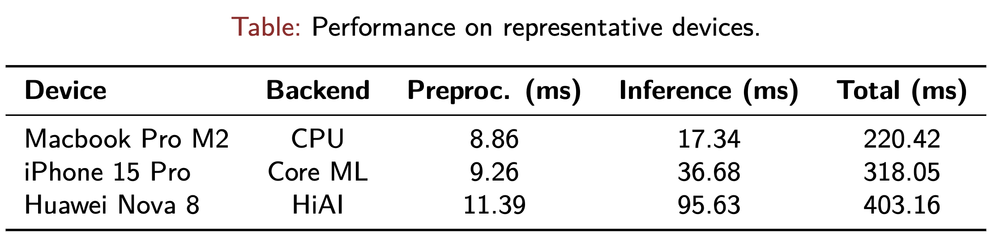 Table: Performance on representative devices.
Device Backend Preproc. (ms) Inference (ms) Total (ms)
Macbook Pro M2 CPU 8.86 17.34 220.42
iPhone 15 Pro Core ML 9.26 36.68 318.05
Huawei Nova 8 HiAI 11.39 95.63 403.16